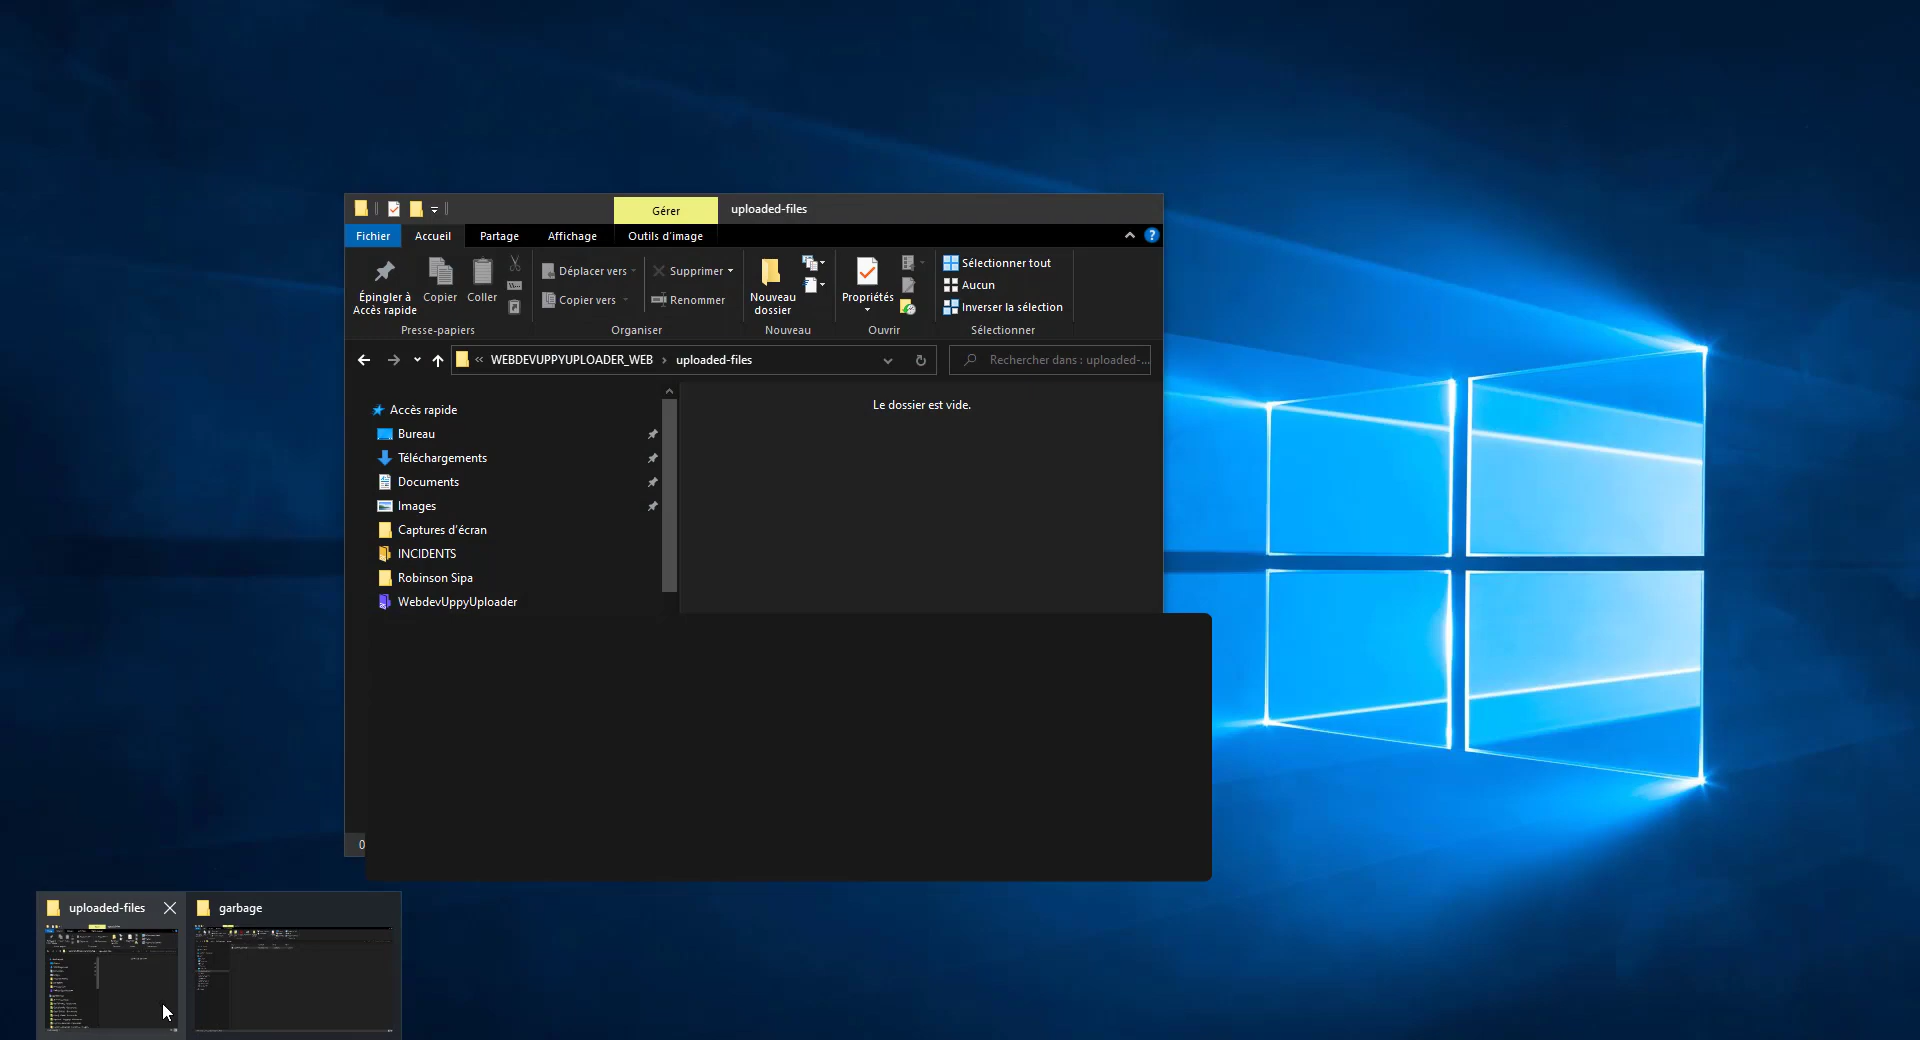 Gérer
uploaded-files
Fichier
Accueil
Partage
Affichage
Outils d'image
Épingler à
Accès rapide
Copier
Coller
Presse-papiers
Déplacer vers
Copier vers
Supprimer
Renommer
Organiser
Nouveau
dossier
Nouveau
Propriétés
Ouvrir
Sélectionner tout
Aucun
Inverser la sélection
Sélectionner
« WEBDEVUPPYUPLOADER_WEB › uploaded-files
Rechercher dans : uploaded-...
Accès rapide
Bureau
Téléchargements
Documents
Images
Captures d'écran
INCIDENTS
Robinson Sipa
WebdevUppyUploader
Le dossier est vide.
0
uploaded-files
garbage